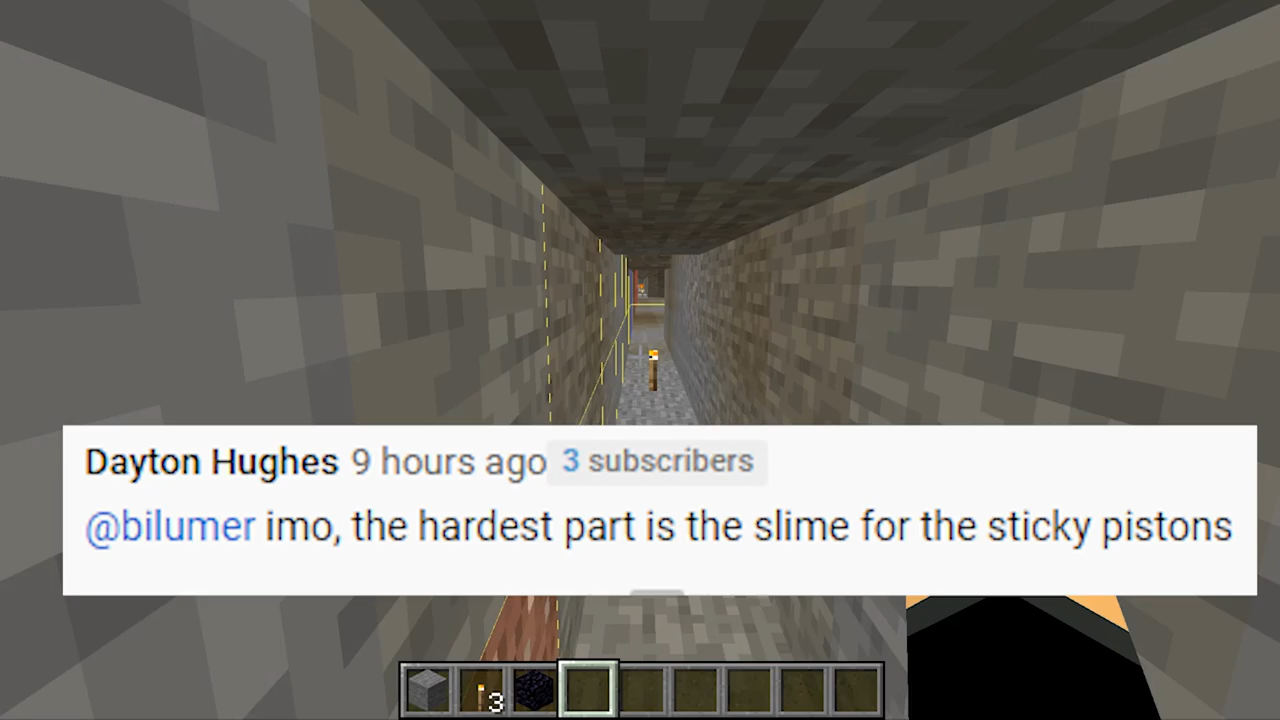 Dayton Hughes 9 hours ago 3 subscribers
@bilumer imo, the hardest part is the slime for the sticky pistons
3